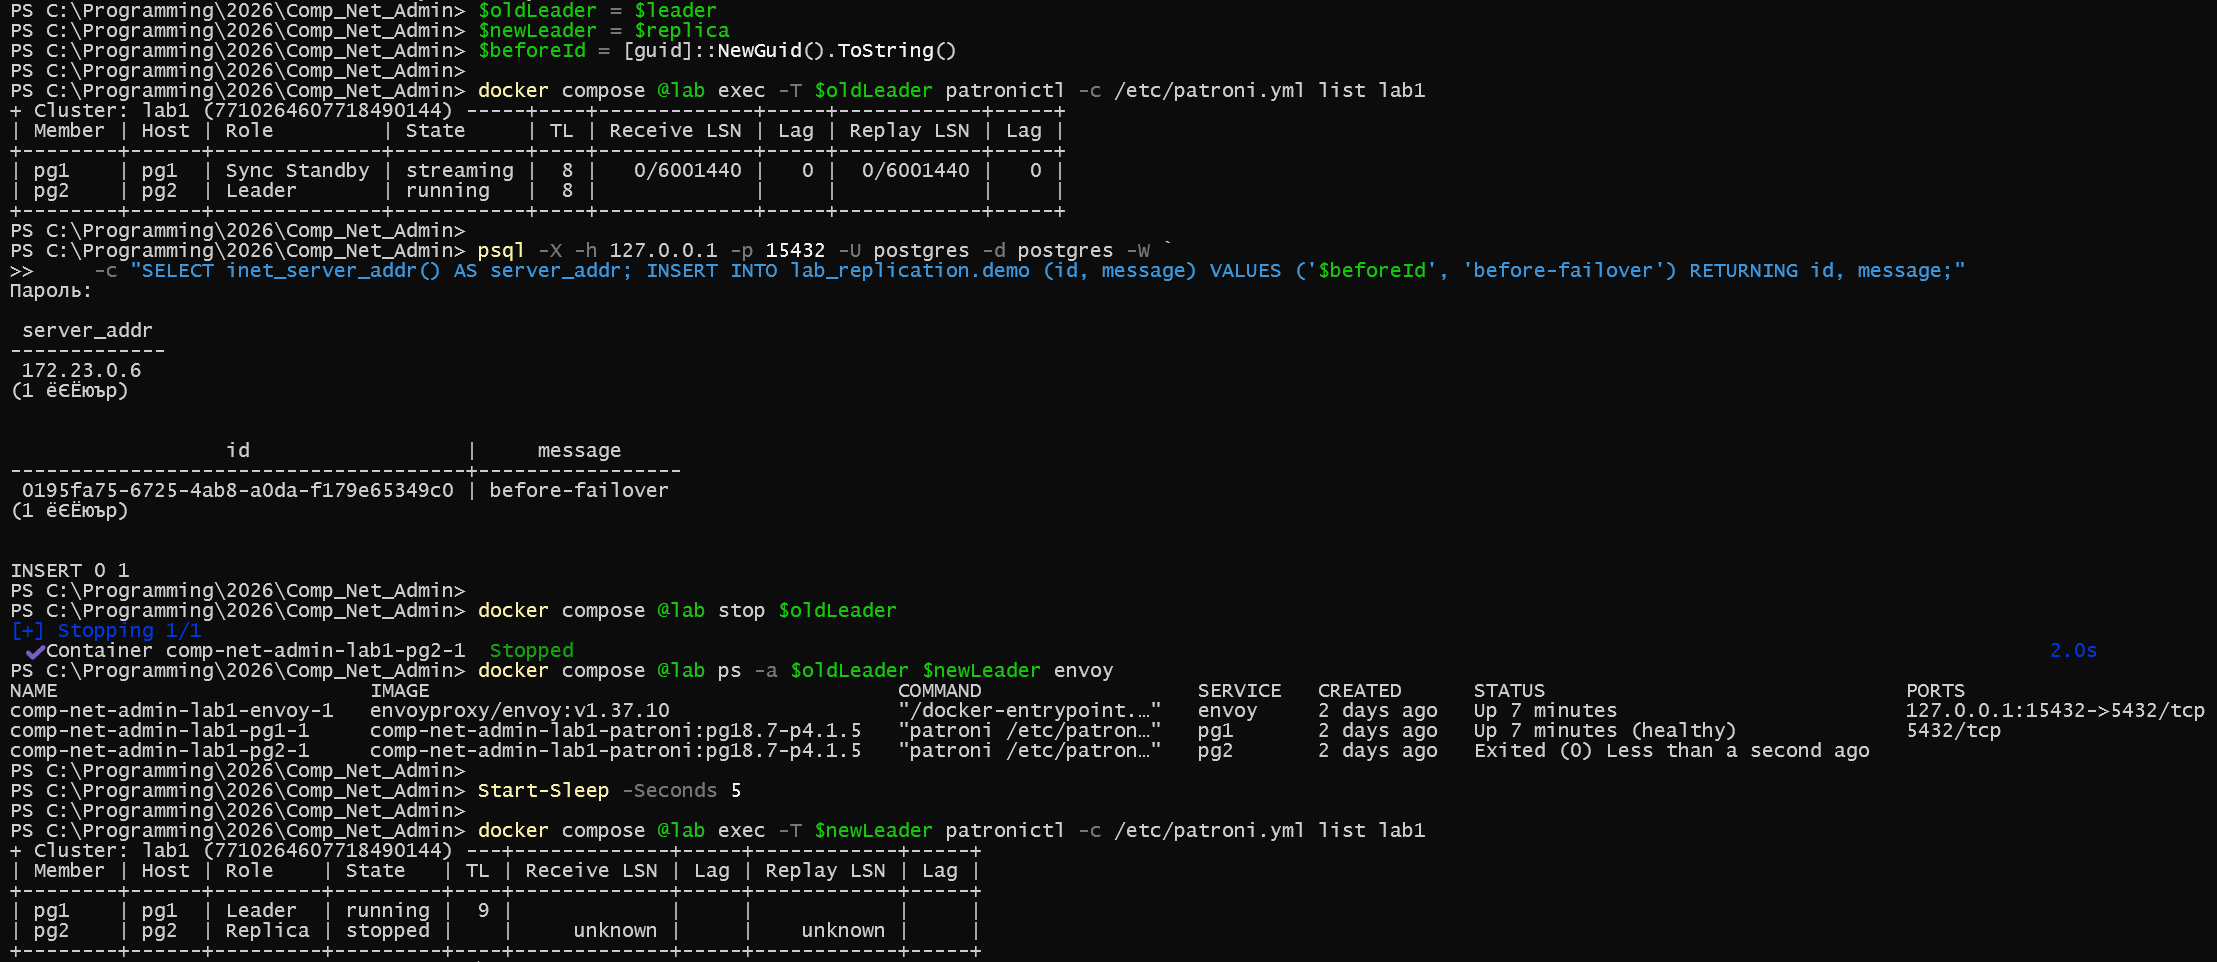 PS C:\Programming\2026\Comp_Net_Admin> $oldLeader = $leader
PS C:\Programming\2026\Comp_Net_Admin> $newLeader = $replica
PS C:\Programming\2026\Comp_Net_Admin> $beforeId = [guid]::NewGuid().ToString()
PS C:\Programming\2026\Comp_Net_Admin>
PS C:\Programming\2026\Comp_Net_Admin> docker compose @lab exec -T $oldLeader patronictl -c /etc/patroni.yml list lab1
+ Cluster: lab1 (7710264607718490144) -----+----+-------------+-----+------------+-----+
| Member | Host | Role         | State     | TL | Receive LSN | Lag | Replay LSN | Lag |
+--------+------+--------------+-----------+----+-------------+-----+------------+-----+
| pg1    | pg1  | Sync Standby | streaming |  8 |   0/6001440 |   0 |  0/6001440 |   0 |
| pg2    | pg2  | Leader       | running   |  8 |             |     |            |     |
+--------+------+--------------+-----------+----+-------------+-----+------------+-----+
PS C:\Programming\2026\Comp_Net_Admin>
PS C:\Programming\2026\Comp_Net_Admin> psql -X -h 127.0.0.1 -p 15432 -U postgres -d postgres -W `
>>     -c "SELECT inet_server_addr() AS server_addr; INSERT INTO lab_replication.demo (id, message) VALUES ('$beforeId', 'before-failover') RETURNING id, message;"
Пароль:
 server_addr
-------------
 172.23.0.6
(1 ёЄЁюър)
                  id                   |     message
--------------------------------------+-----------------
 0195fa75-6725-4ab8-a0da-f179e65349c0 | before-failover
(1 ёЄЁюър)
INSERT 0 1
PS C:\Programming\2026\Comp_Net_Admin>
PS C:\Programming\2026\Comp_Net_Admin> docker compose @lab stop $oldLeader
[+] Stopping 1/1
 ✔Container comp-net-admin-lab1-pg2-1  Stopped 2.0s
PS C:\Programming\2026\Comp_Net_Admin> docker compose @lab ps -a $oldLeader $newLeader envoy
NAME                          IMAGE                                       COMMAND                  SERVICE   CREATED      STATUS                              PORTS
comp-net-admin-lab1-envoy-1   envoyproxy/envoy:v1.37.10                   "/docker-entrypoint.…"   envoy     2 days ago   Up 7 minutes                        127.0.0.1:15432->5432/tcp
comp-net-admin-lab1-pg1-1     comp-net-admin-lab1-patroni:pg18.7-p4.1.5   "patroni /etc/patron…"   pg1       2 days ago   Up 7 minutes (healthy)              5432/tcp
comp-net-admin-lab1-pg2-1     comp-net-admin-lab1-patroni:pg18.7-p4.1.5   "patroni /etc/patron…"   pg2       2 days ago   Exited (0) Less than a second ago
PS C:\Programming\2026\Comp_Net_Admin>
PS C:\Programming\2026\Comp_Net_Admin> Start-Sleep -Seconds 5
PS C:\Programming\2026\Comp_Net_Admin>
PS C:\Programming\2026\Comp_Net_Admin> docker compose @lab exec -T $newLeader patronictl -c /etc/patroni.yml list lab1
+ Cluster: lab1 (7710264607718490144) ---+-------------+-----+------------+-----+
| Member | Host | Role    | State   | TL | Receive LSN | Lag | Replay LSN | Lag |
+--------+------+---------+---------+----+-------------+-----+------------+-----+
| pg1    | pg1  | Leader  | running |  9 |             |     |            |     |
| pg2    | pg2  | Replica | stopped |    |     unknown |     |    unknown |     |
+--------+------+---------+---------+----+-------------+-----+------------+-----+